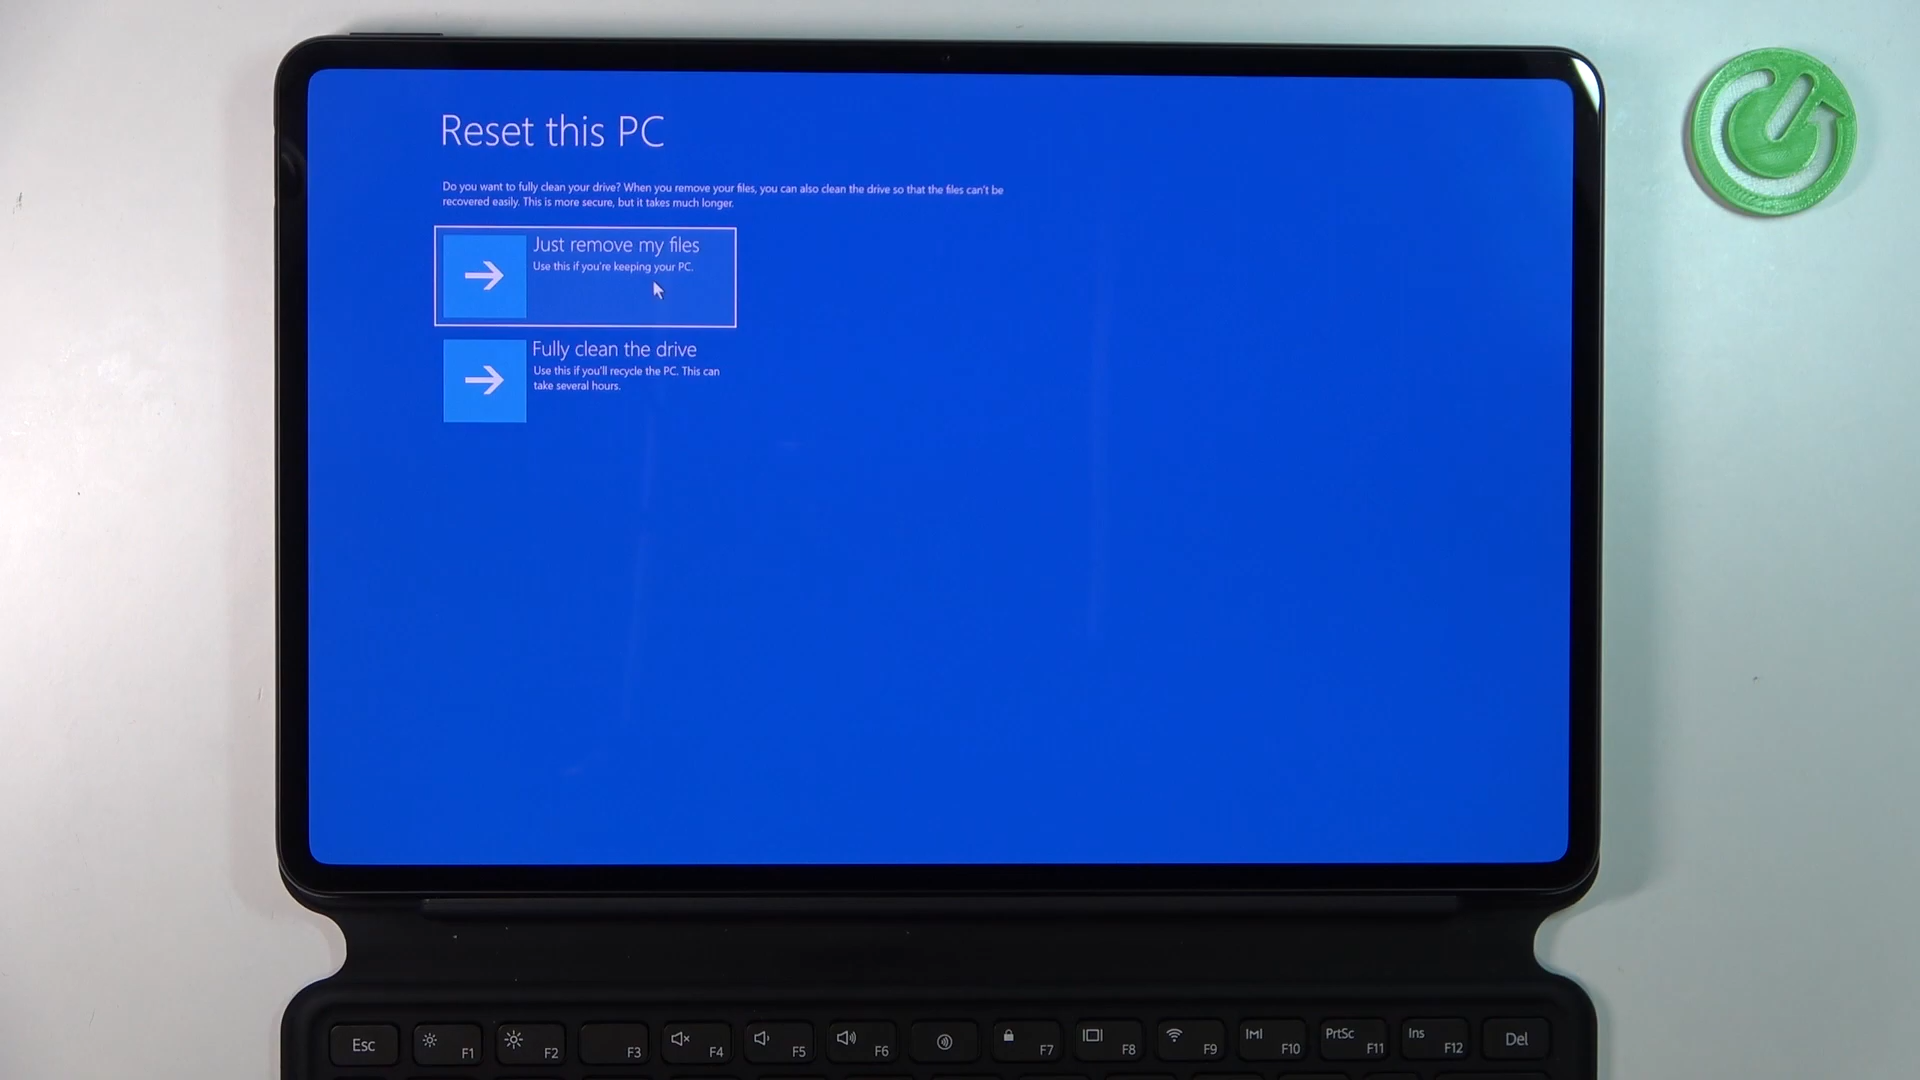 Reset this PC
Do you want to fully clean your drive? When you remove your files, you can also clean the drive so that the files can't be
recovered easily. This is more secure, but it takes much longer.
Just remove my files
Use this if you're keeping your PC.
Fully clean the drive
Use this if you'll recycle the PC. This can
take several hours.
Esc F1 F2 F3 F4 F5 F6 F7 F8 F9 F10 PrtSc F11 Ins F12 Del